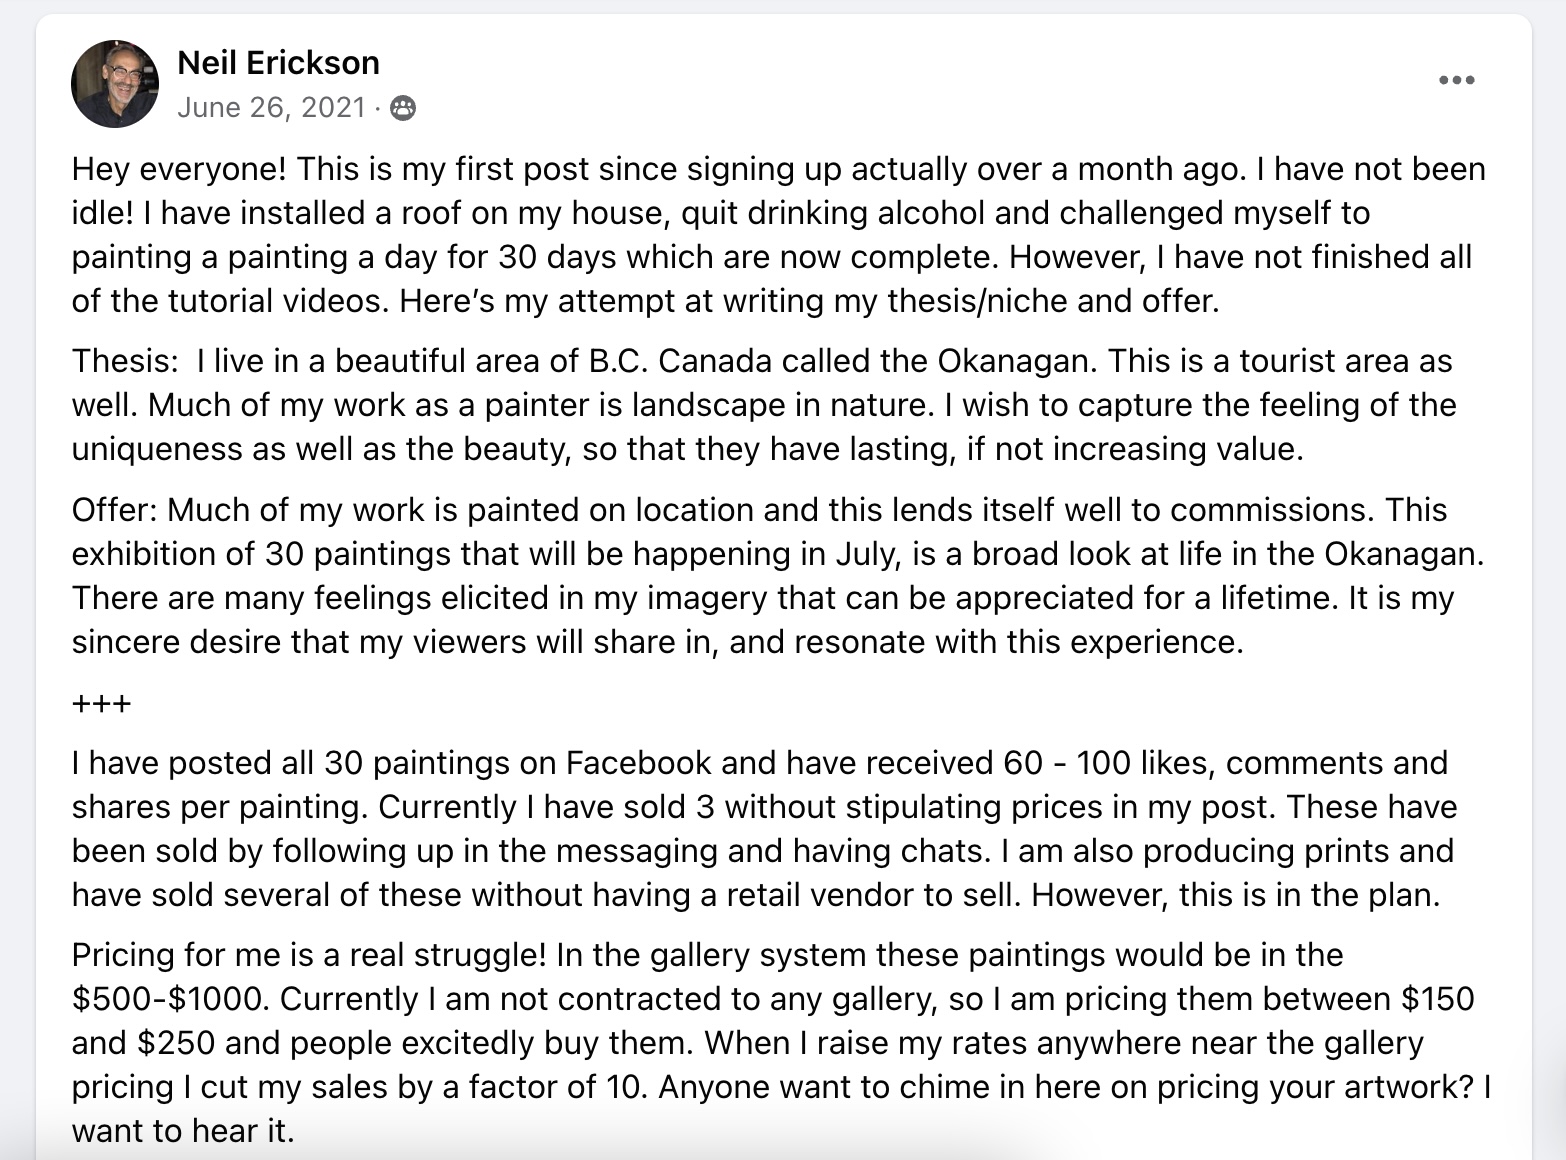 Neil Erickson
June 26, 2021 ·
Hey everyone! This is my first post since signing up actually over a month ago. I have not been
idle! I have installed a roof on my house, quit drinking alcohol and challenged myself to
painting a painting a day for 30 days which are now complete. However, I have not finished all
of the tutorial videos. Here’s my attempt at writing my thesis/niche and offer.
Thesis:  I live in a beautiful area of B.C. Canada called the Okanagan. This is a tourist area as
well. Much of my work as a painter is landscape in nature. I wish to capture the feeling of the
uniqueness as well as the beauty, so that they have lasting, if not increasing value.
Offer: Much of my work is painted on location and this lends itself well to commissions. This
exhibition of 30 paintings that will be happening in July, is a broad look at life in the Okanagan.
There are many feelings elicited in my imagery that can be appreciated for a lifetime. It is my
sincere desire that my viewers will share in, and resonate with this experience.
+++
I have posted all 30 paintings on Facebook and have received 60 - 100 likes, comments and
shares per painting. Currently I have sold 3 without stipulating prices in my post. These have
been sold by following up in the messaging and having chats. I am also producing prints and
have sold several of these without having a retail vendor to sell. However, this is in the plan.
Pricing for me is a real struggle! In the gallery system these paintings would be in the
$500-$1000. Currently I am not contracted to any gallery, so I am pricing them between $150
and $250 and people excitedly buy them. When I raise my rates anywhere near the gallery
pricing I cut my sales by a factor of 10. Anyone want to chime in here on pricing your artwork? I
want to hear it.